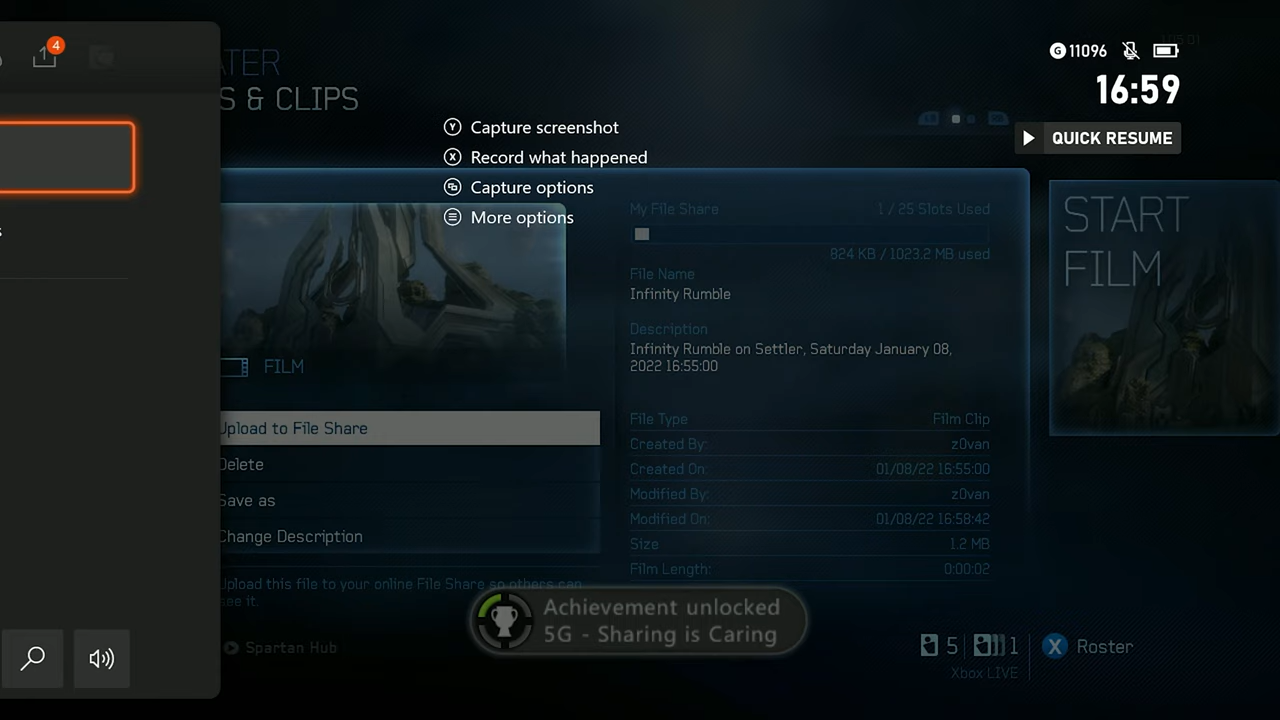 4
ATER
S & CLIPS
G 11096
16:59
QUICK RESUME
Y Capture screenshot
X Record what happened
Capture options
More options
LB
RB
START
FILM
My File Share
1 / 25 Slots Used
824 KB / 1023.2 MB used
File Name
Infinity Rumble
Description
Infinity Rumble on Settler, Saturday January 08,
2022 16:55:00
FILM
Upload to File Share
Delete
Save as
Change Description
File Type
Film Clip
Created By:
z0van
Created On:
01/08/22 16:55:00
Modified By:
z0van
Modified On:
01/08/22 16:58:42
Size
1.2 MB
Film Length:
0:00:02
Upload this file to your online File Share so others can
see it.
Achievement unlocked
5G - Sharing is Caring
Spartan Hub
5
1
X Roster
Xbox LIVE